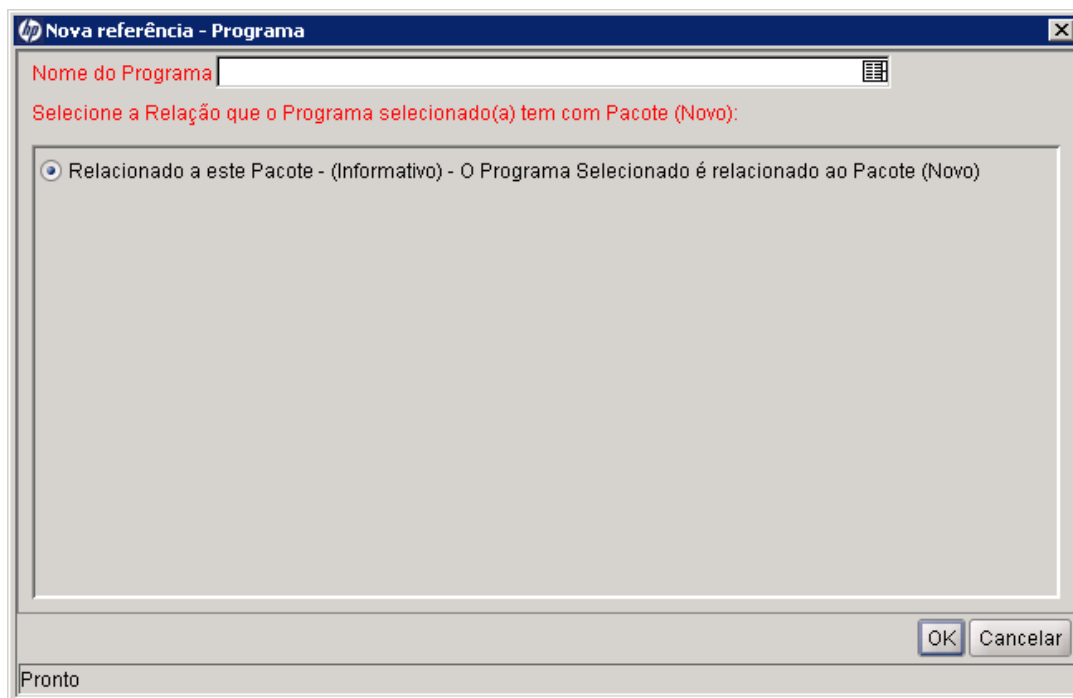 hp Nova referência - Programa
Nome do Programa
Selecione a Relação que o Programa selecionado(a) tem com Pacote (Novo):
Relacionado a este Pacote - (Informativo) - O Programa Selecionado é relacionado ao Pacote (Novo)
OK Cancelar
Pronto